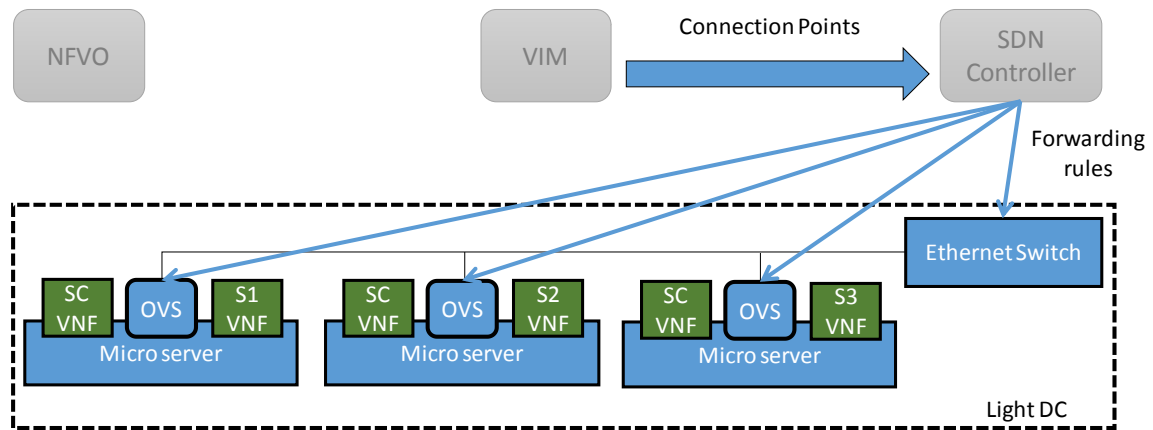 NFVO
VIM
Connection Points
SDN
Controller
Forwarding
rules
Ethernet Switch
SC
VNF
OVS
S1
VNF
Micro server
SC
VNF
OVS
S2
VNF
Micro server
SC
VNF
OVS
S3
VNF
Micro server
Light DC